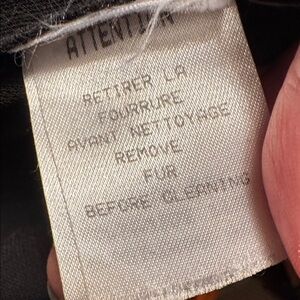 ATTENTION
RETIRER LA
FOURRURE
AVANT NETTOYAGE
REMOVE
FUR
BEFORE CLEANING